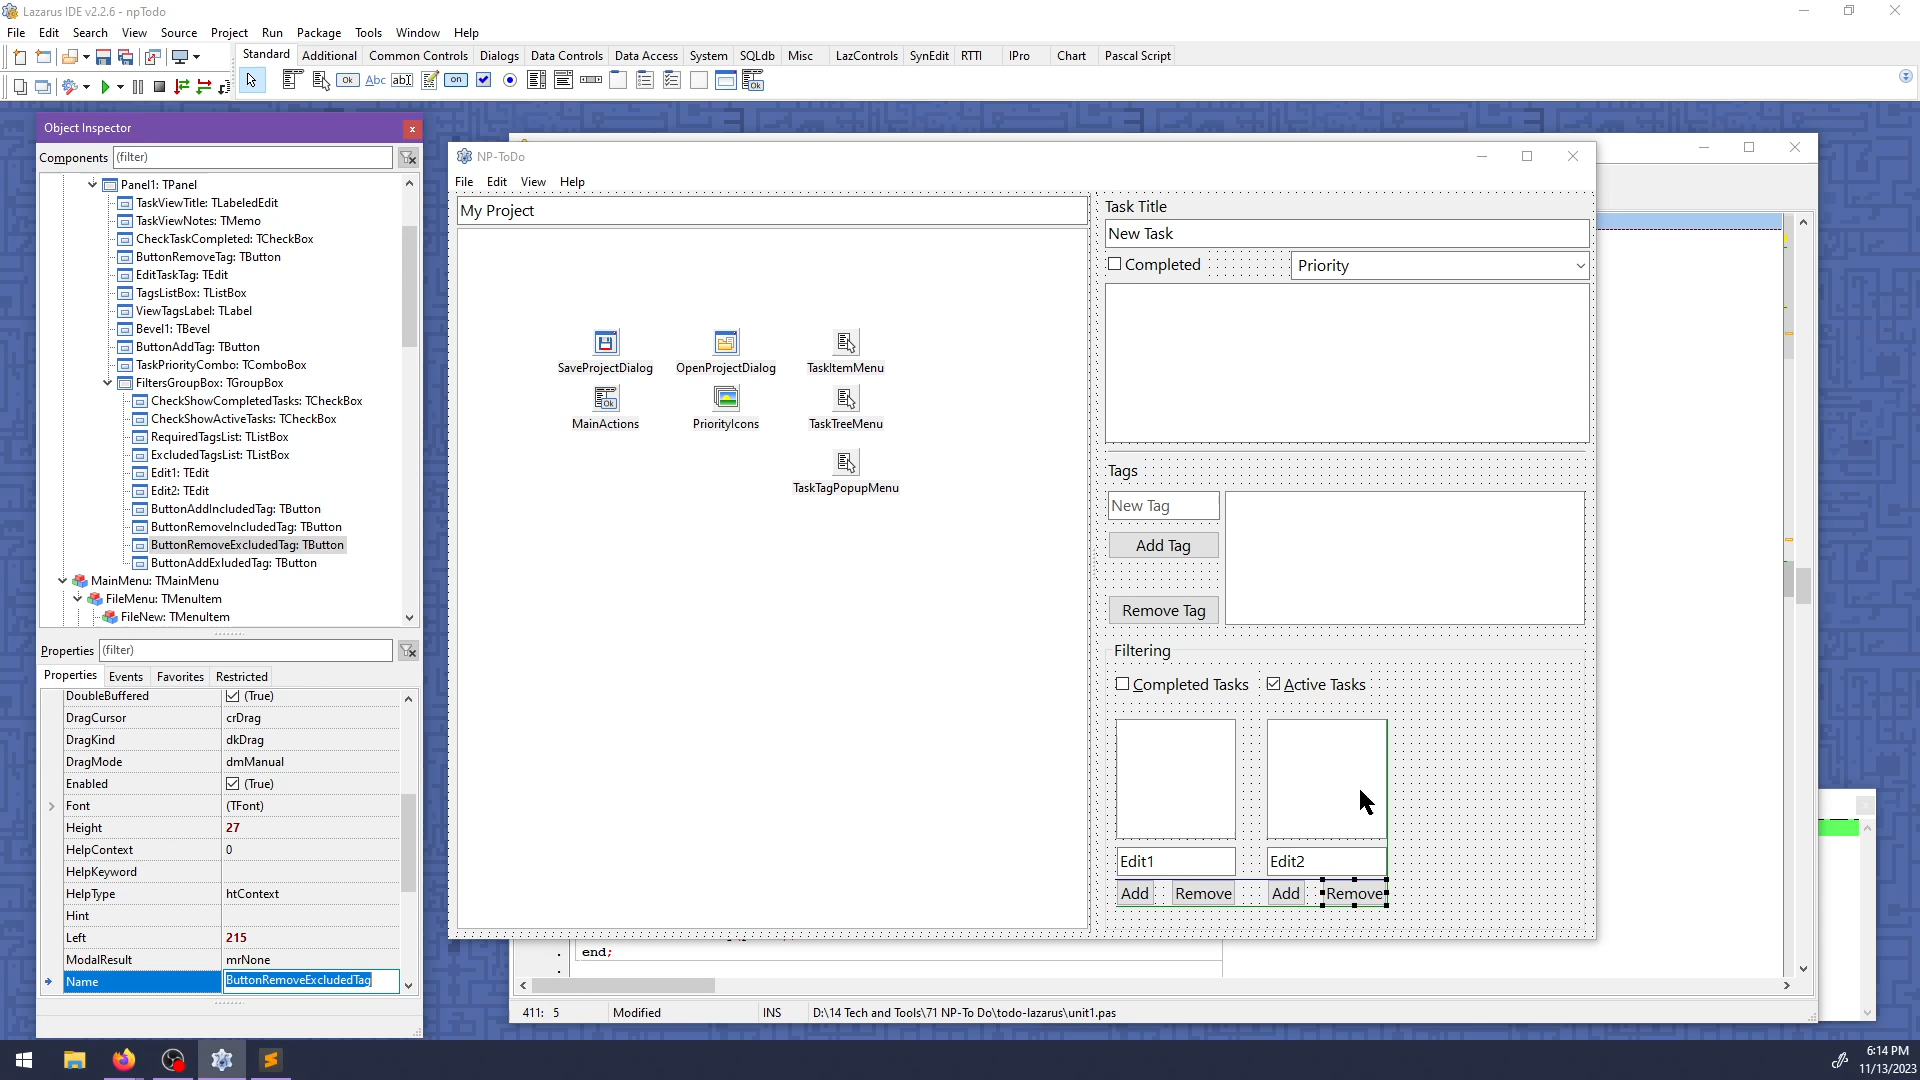 Lazarus IDE v2.2.6 - npTodo
File Edit Search View Source Project Run Package Tools Window Help
Standard Additional Common Controls Dialogs Data Controls Data Access System SQLdb Misc LazControls SynEdit RTTI IPro Chart Pascal Script
Ok Abc ab on
Object Inspector
Components (filter)
Panel1: TPanel
TaskViewTitle: TLabeledEdit
TaskViewNotes: TMemo
CheckTaskCompleted: TCheckBox
ButtonRemoveTag: TButton
EditTaskTag: TEdit
TagsListBox: TListBox
ViewTagsLabel: TLabel
Bevel1: TBevel
ButtonAddTag: TButton
TaskPriorityCombo: TComboBox
FiltersGroupBox: TGroupBox
CheckShowCompletedTasks: TCheckBox
CheckShowActiveTasks: TCheckBox
RequiredTagsList: TListBox
ExcludedTagsList: TListBox
Edit1: TEdit
Edit2: TEdit
ButtonAddIncludedTag: TButton
ButtonRemoveIncludedTag: TButton
ButtonRemoveExcludedTag: TButton
ButtonAddExludedTag: TButton
MainMenu: TMainMenu
FileMenu: TMenuItem
FileNew: TMenuItem
Properties (filter)
Properties Events Favorites Restricted
DoubleBuffered (True)
DragCursor crDrag
DragKind dkDrag
DragMode dmManual
Enabled (True)
Font (TFont)
Height 27
HelpContext 0
HelpKeyword
HelpType htContext
Hint
Left 215
ModalResult mrNone
Name ButtonRemoveExcludedTag
NP-ToDo
File Edit View Help
My Project
SaveProjectDialog OpenProjectDialog TaskItemMenu
MainActions PriorityIcons TaskTreeMenu
TaskTagPopupMenu
Task Title
New Task
Completed Priority
Tags
New Tag
Add Tag
Remove Tag
Filtering
Completed Tasks Active Tasks
Edit1 Edit2
Add Remove Add Remove
end;
411: 5 Modified INS D:\14 Tech and Tools\71 NP-To Do\todo-lazarus\unit1.pas
6:14 PM
11/13/2023